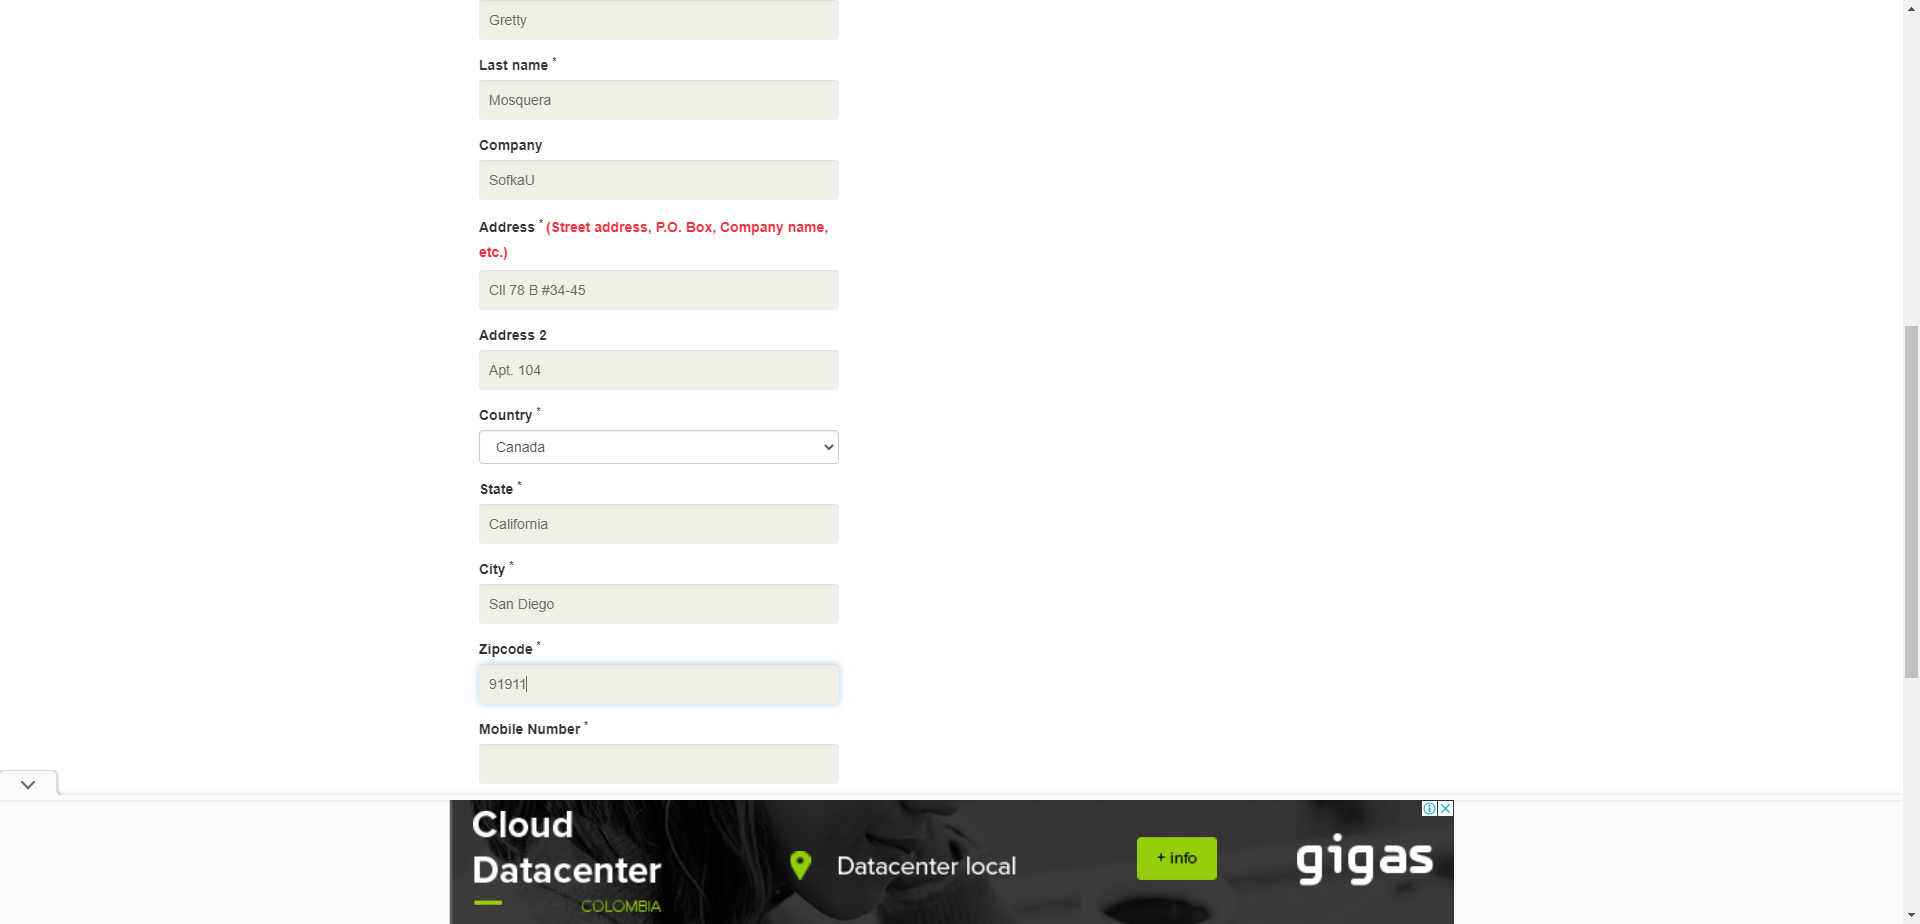 Gretty
Last name *
Mosquera
Company
SofkaU
Address * (Street address, P.O. Box, Company name,
etc.)
Cll 78 B #34-45
Address 2
Apt. 104
Country *
Canada
State *
California
City *
San Diego
Zipcode *
91911
Mobile Number *
Cloud
Datacenter
COLOMBIA
Datacenter local
+ info
gigas